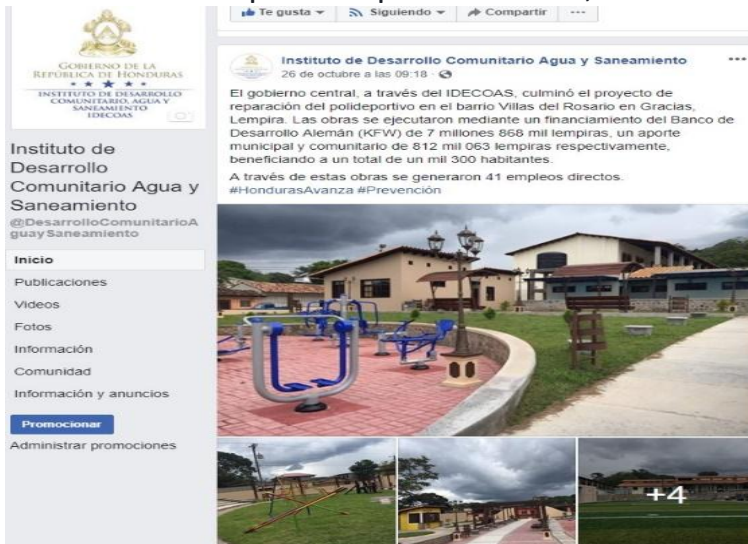 Te gusta Siguiendo Compartir ...
GOBIERNO DE LA
REPÚBLICA DE HONDURAS
INSTITUTO DE DESARROLLO
COMUNITARIO, AGUA Y
SANEAMIENTO
IDECOAS
Instituto de
Desarrollo
Comunitario Agua y
Saneamiento
@DesarrolloComunitarioA
guaySaneamiento
Inicio
Publicaciones
Videos
Fotos
Información
Comunidad
Información y anuncios
Promocionar
Administrar promociones
Instituto de Desarrollo Comunitario Agua y Saneamiento
26 de octubre a las 09:18 ·
El gobierno central, a través del IDECOAS, culminó el proyecto de
reparación del polideportivo en el barrio Villas del Rosario en Gracias,
Lempira. Las obras se ejecutaron mediante un financiamiento del Banco de
Desarrollo Alemán (KFW) de 7 millones 868 mil lempiras, un aporte
municipal y comunitario de 812 mil 063 lempiras respectivamente,
beneficiando a un total de un mil 300 habitantes.
A través de estas obras se generaron 41 empleos directos.
#HondurasAvanza #Prevención
+4